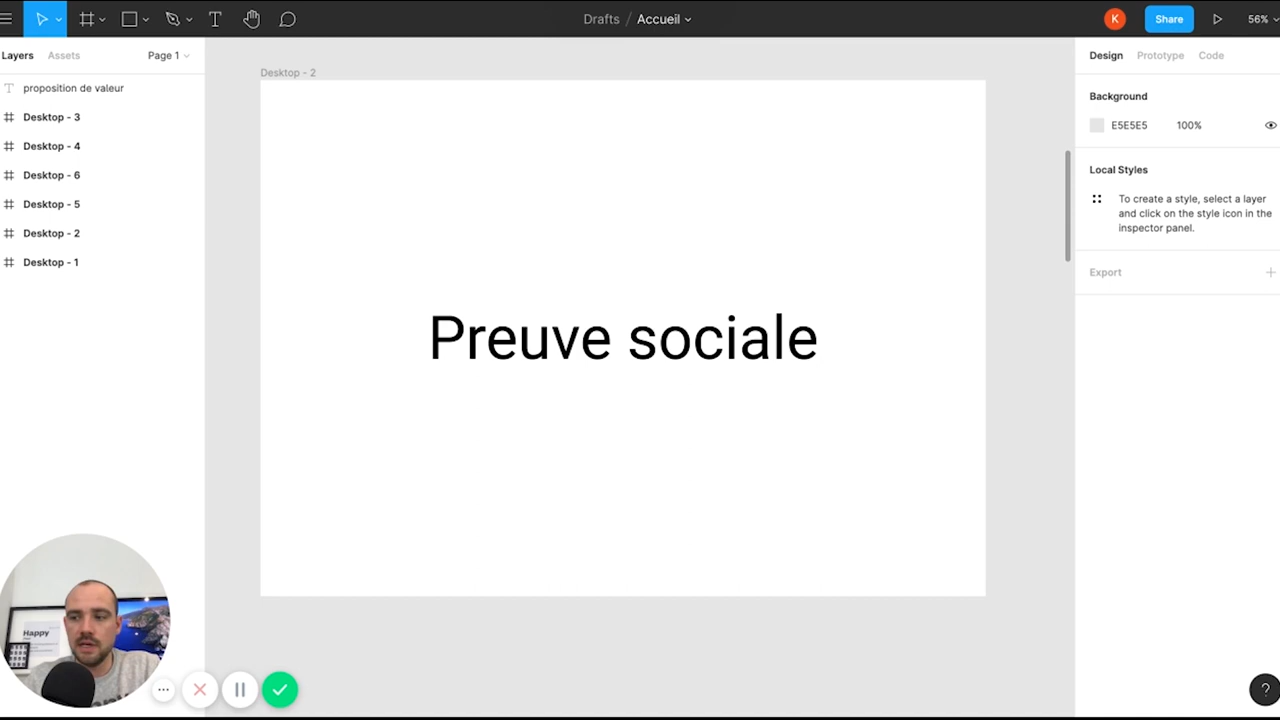 Drafts / Accueil
K
Share
56%
Layers
Assets
Page 1
proposition de valeur
Desktop - 3
Desktop - 4
Desktop - 6
Desktop - 5
Desktop - 2
Desktop - 1
Desktop - 2
Preuve sociale
Design
Prototype
Code
Background
E5E5E5
100%
Local Styles
To create a style, select a layer
and click on the style icon in the
inspector panel.
Export
Happy
?